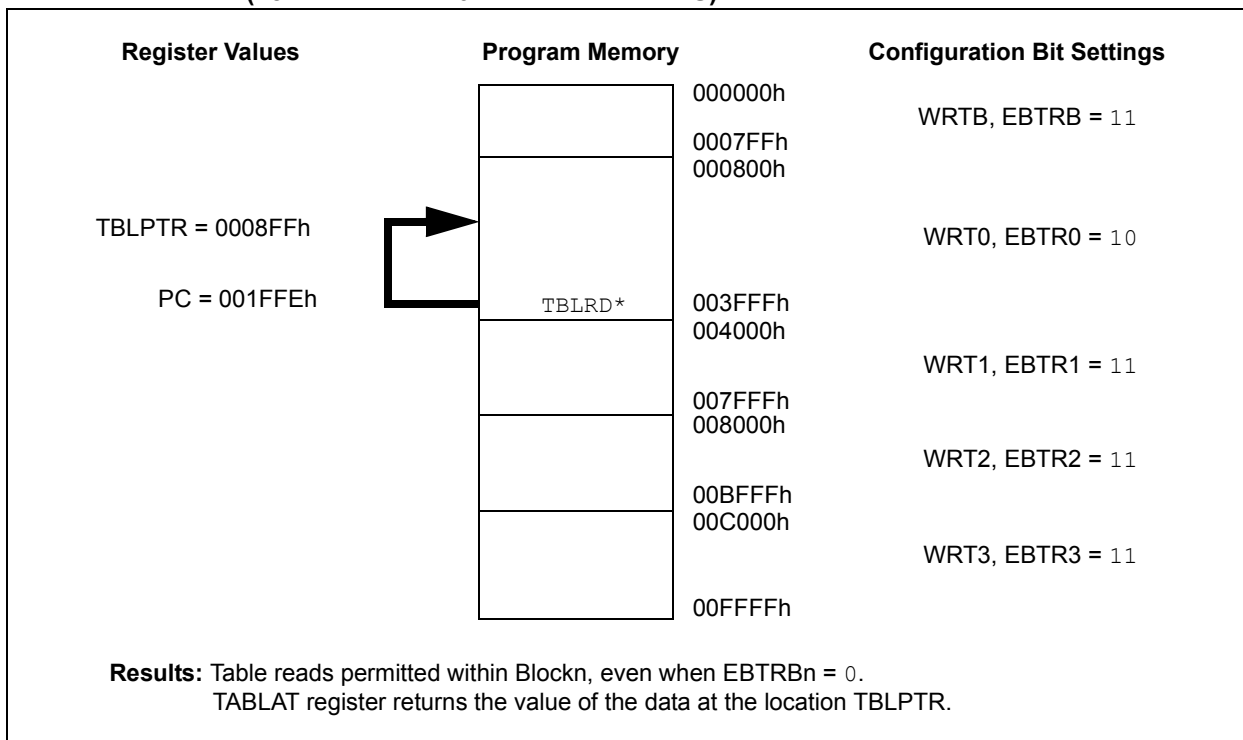 Register Values Program Memory Configuration Bit Settings
000000h
WRTB, EBTRB = 11
0007FFh
000800h
TBLPTR = 0008FFh
WRT0, EBTR0 = 10
PC = 001FFEh
TBLRD*
003FFFh
004000h
WRT1, EBTR1 = 11
007FFFh
008000h
WRT2, EBTR2 = 11
00BFFFh
00C000h
WRT3, EBTR3 = 11
00FFFFh
Results: Table reads permitted within Blockn, even when EBTRBn = 0.
TABLAT register returns the value of the data at the location TBLPTR.